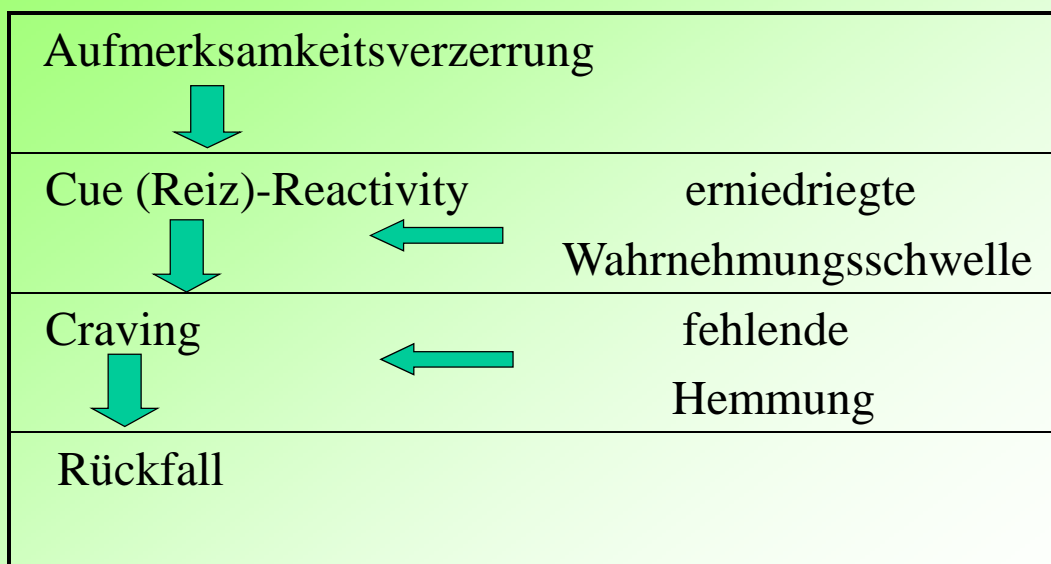 Aufmerksamkeitsverzerrung
Cue (Reiz)-Reactivity
erniedriegte
Wahrnehmungsschwelle
Craving
fehlende
Hemmung
Rückfall